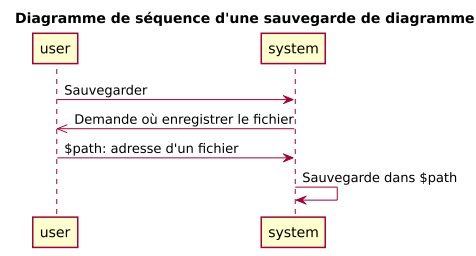 Diagramme de séquence d'une sauvegarde de diagramme
user
system
Sauvegarder
Demande où enregistrer le fichier
$path: adresse d'un fichier
Sauvegarde dans $path
user
system